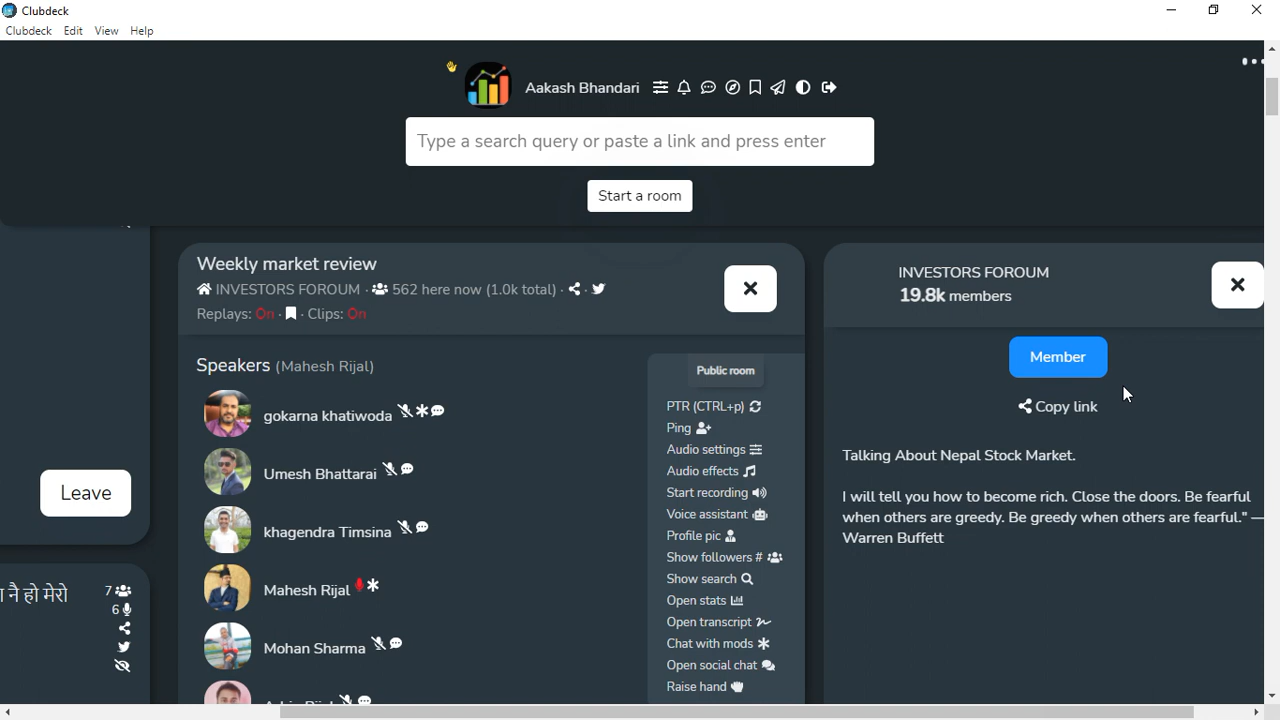 Clubdeck
Clubdeck Edit View Help
Aakash Bhandari
Type a search query or paste a link and press enter
Start a room
Weekly market review
INVESTORS FOROUM · 562 here now (1.0k total) · ·
Replays: On · · Clips: On
Speakers (Mahesh Rijal)
gokarna khatiwoda
Umesh Bhattarai
khagendra Timsina
Mahesh Rijal
Mohan Sharma
Public room
PTR (CTRL+p)
Ping
Audio settings
Audio effects
Start recording
Voice assistant
Profile pic
Show followers #
Show search
Open stats
Open transcript
Chat with mods
Open social chat
Raise hand
INVESTORS FOROUM
19.8k members
Member
Copy link
Talking About Nepal Stock Market.
I will tell you how to become rich. Close the doors. Be fearful
when others are greedy. Be greedy when others are fearful." —
Warren Buffett
Leave
नै हो मेरो
7
6